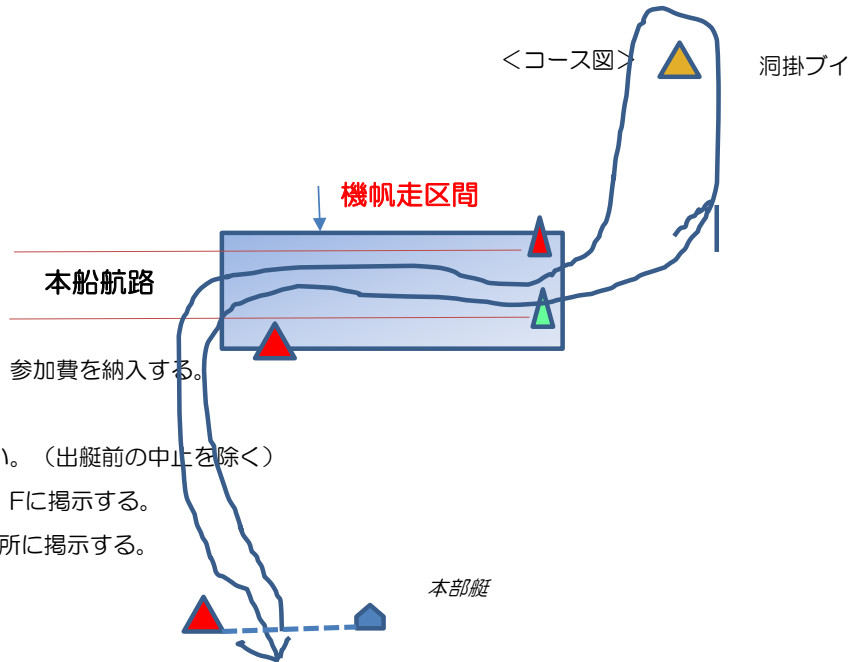 <コース図>
洞掛ブイ
機帆走区間
本船航路
参加費を納入する。
い。（出艇前の中止を除く）
Fに掲示する。
所に掲示する。
本部艇